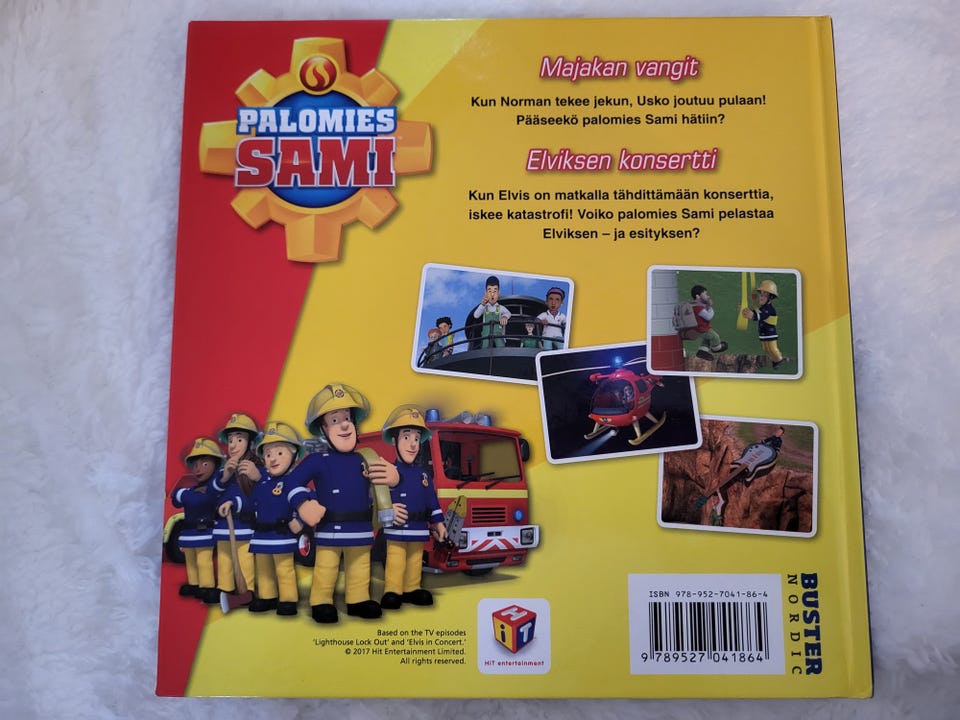 PALOMIES
SAMI
Majakan vangit
Kun Norman tekee jekun, Usko joutuu pulaan!
Pääseekö palomies Sami hätiin?
Elviksen konsertti
Kun Elvis on matkalla tähdittämään konserttia,
iskee katastrofi! Voiko palomies Sami pelastaa
Elviksen – ja esityksen?
Based on the TV episodes
'Lighthouse Lock Out' and 'Elvis in Concert.'
© 2017 Hit Entertainment Limited.
All rights reserved.
HiT
HiT entertainment
ISBN 978-952-7041-86-4
9 789527 041864
BUSTER
NORDIC